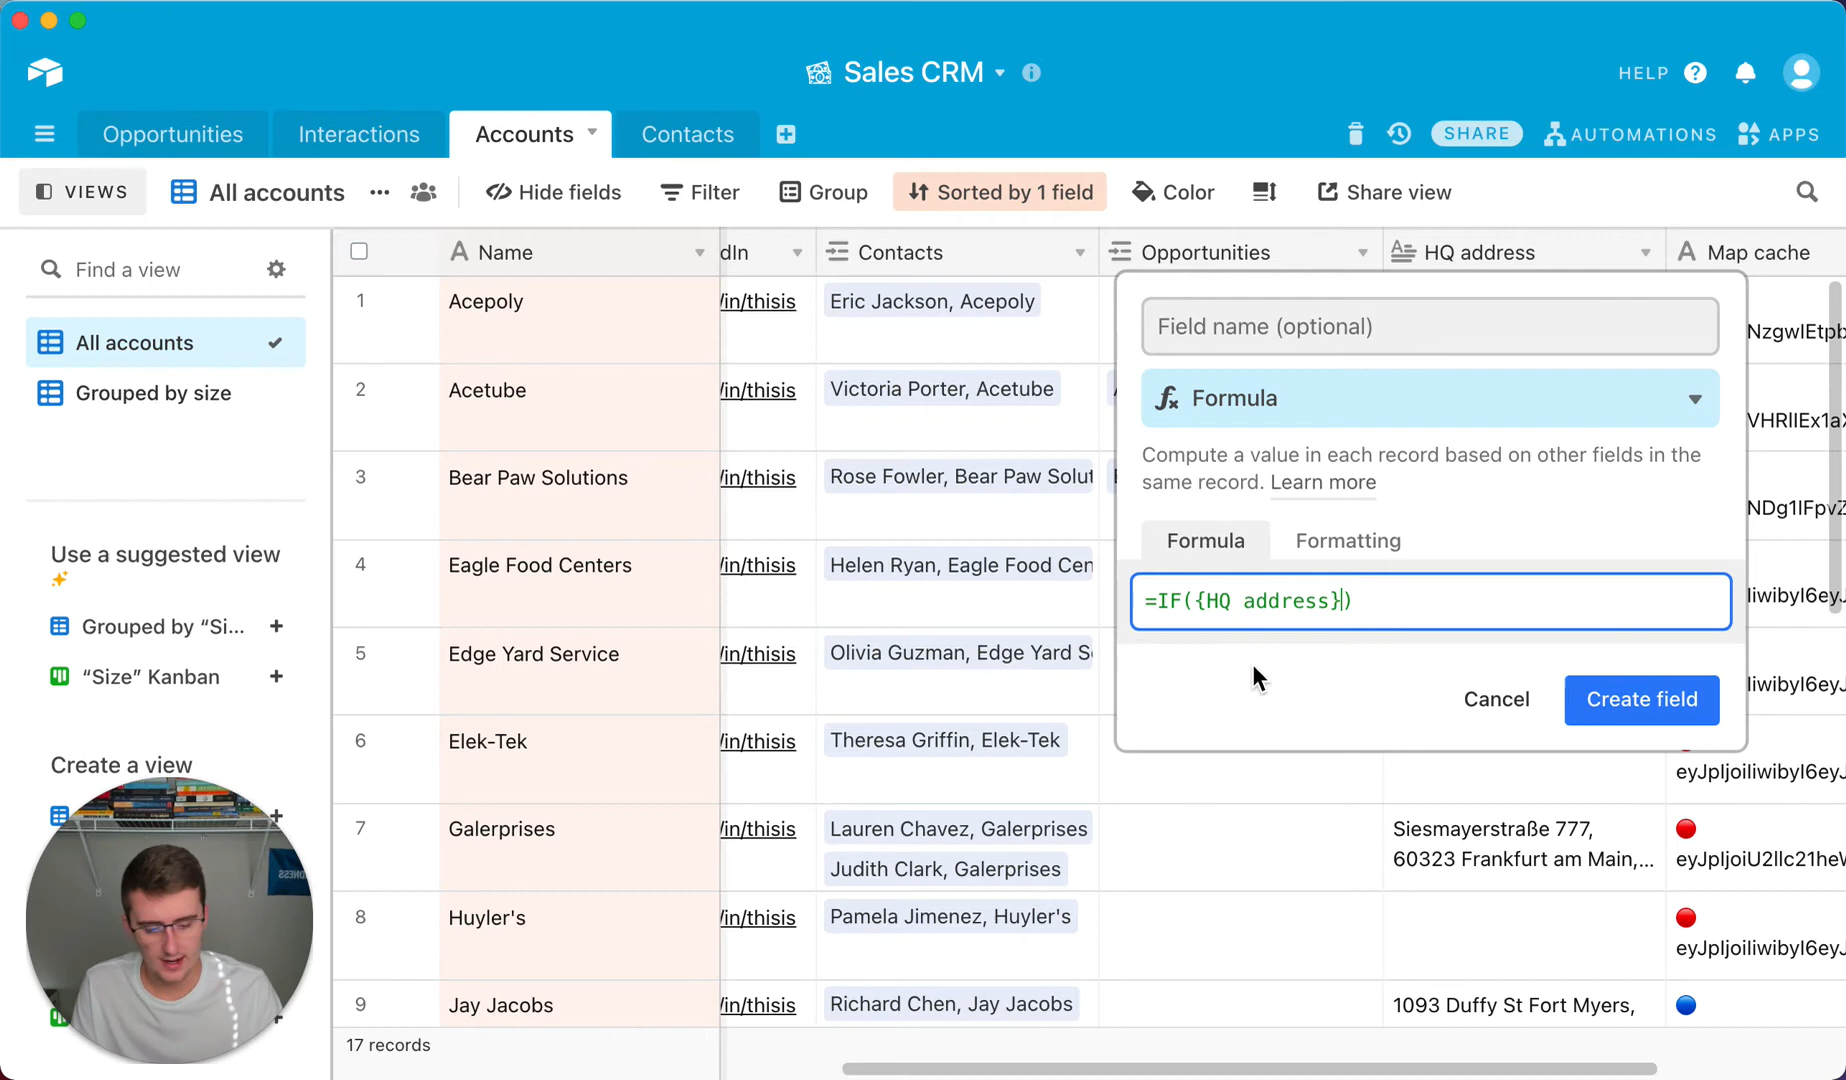 Sales CRM
HELP
Opportunities
Interactions
Accounts
Contacts
SHARE
AUTOMATIONS
APPS
VIEWS
All accounts
Hide fields
Filter
Group
Sorted by 1 field
Color
Share view
Find a view
All accounts
Grouped by size
Use a suggested view
Grouped by “Si...
“Size” Kanban
Create a view
Name
dIn
Contacts
Opportunities
HQ address
Map cache
1
Acepoly
/in/thisis
Eric Jackson, Acepoly
2
Acetube
/in/thisis
Victoria Porter, Acetube
3
Bear Paw Solutions
/in/thisis
Rose Fowler, Bear Paw Solut
4
Eagle Food Centers
/in/thisis
Helen Ryan, Eagle Food Cen
5
Edge Yard Service
/in/thisis
Olivia Guzman, Edge Yard S
6
Elek-Tek
/in/thisis
Theresa Griffin, Elek-Tek
7
Galerprises
/in/thisis
Lauren Chavez, Galerprises
Judith Clark, Galerprises
Siesmayerstraße 777,
60323 Frankfurt am Main,...
8
Huyler's
/in/thisis
Pamela Jimenez, Huyler's
9
Jay Jacobs
/in/thisis
Richard Chen, Jay Jacobs
1093 Duffy St Fort Myers,
17 records
Field name (optional)
Formula
Compute a value in each record based on other fields in the
same record. Learn more
Formula
Formatting
=IF({HQ address})
Cancel
Create field